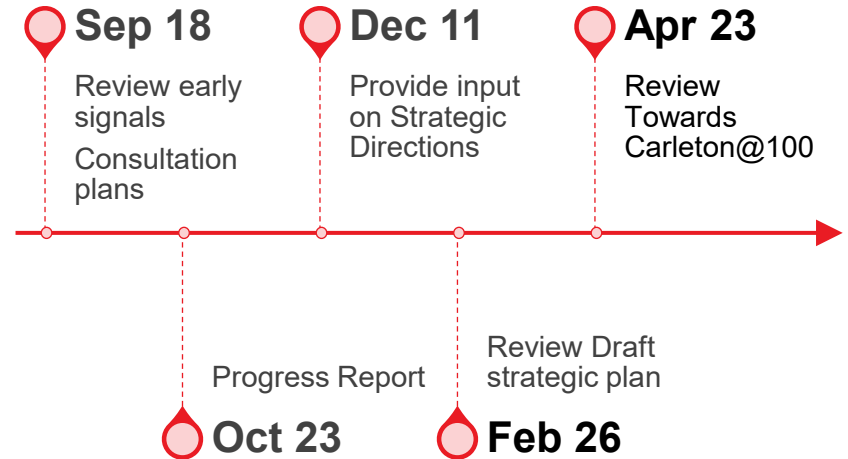 Sep 18
Review early
signals
Consultation
plans
Dec 11
Provide input
on Strategic
Directions
Apr 23
Review
Towards
Carleton@100
Progress Report
Oct 23
Review Draft
strategic plan
Feb 26